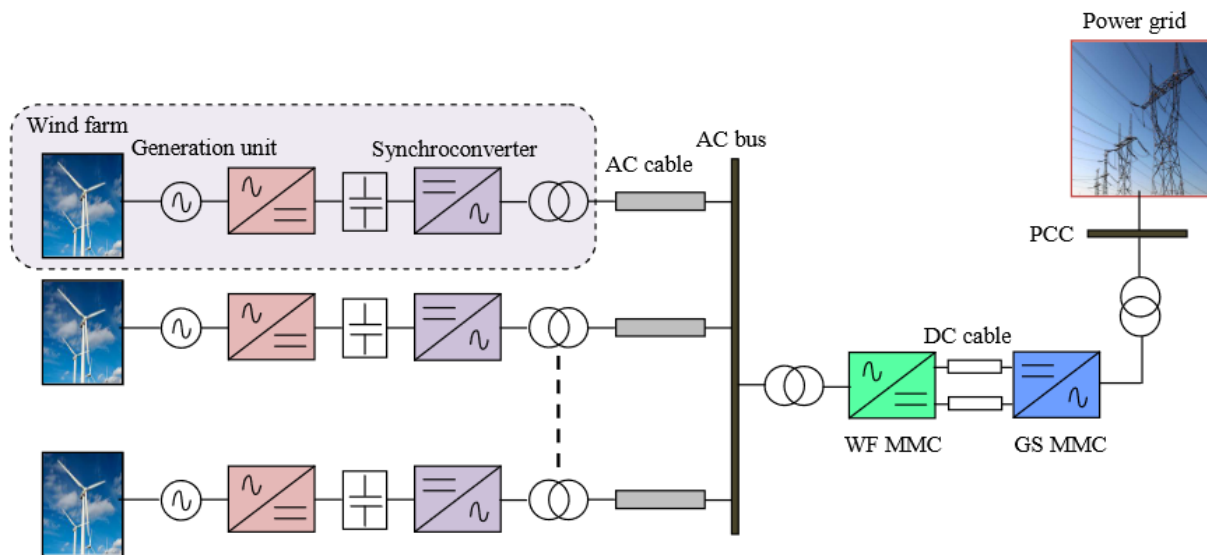 Power grid
Wind farm
Generation unit
Synchroconverter
AC cable
AC bus
PCC
DC cable
WF MMC
GS MMC